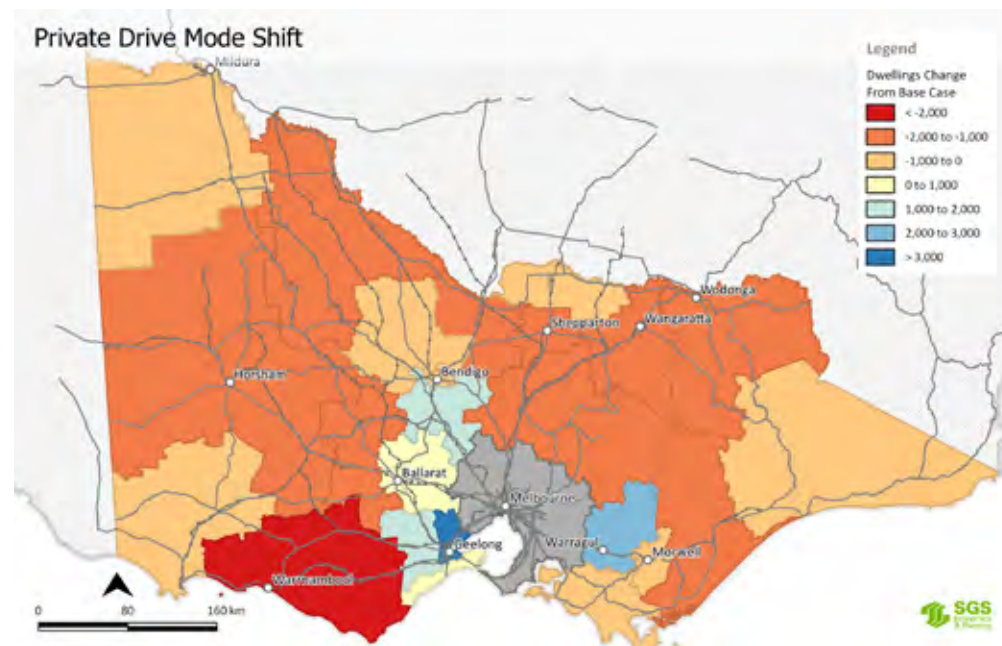 Private Drive Mode Shift
Mildura
Legend
Dwellings Change
From Base Case
< -2,000
-2,000 to -1,000
-1,000 to 0
0 to 1,000
1,000 to 2,000
2,000 to 3,000
> 3,000
Wodonga
Shepparton
Wangaratta
Horsham
Bendigo
Ballarat
Melbourne
Geelong
Warragul
Morwell
Warrnambool
0 80 160 km
SGS
Economics
& Planning